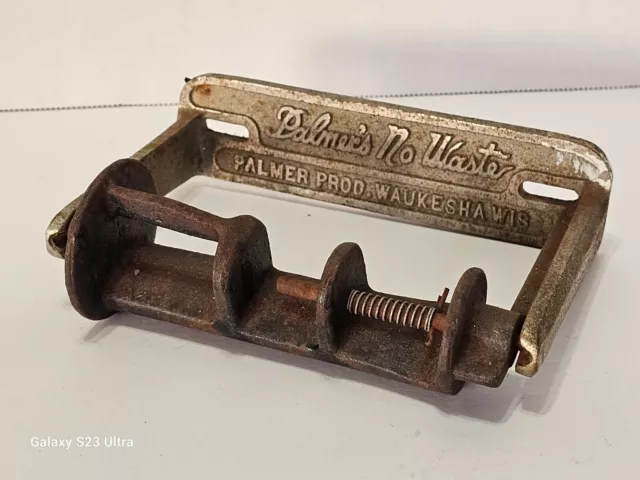 Palmer's No Waste
PALMER PROD. WAUKESHA WIS
Galaxy S23 Ultra